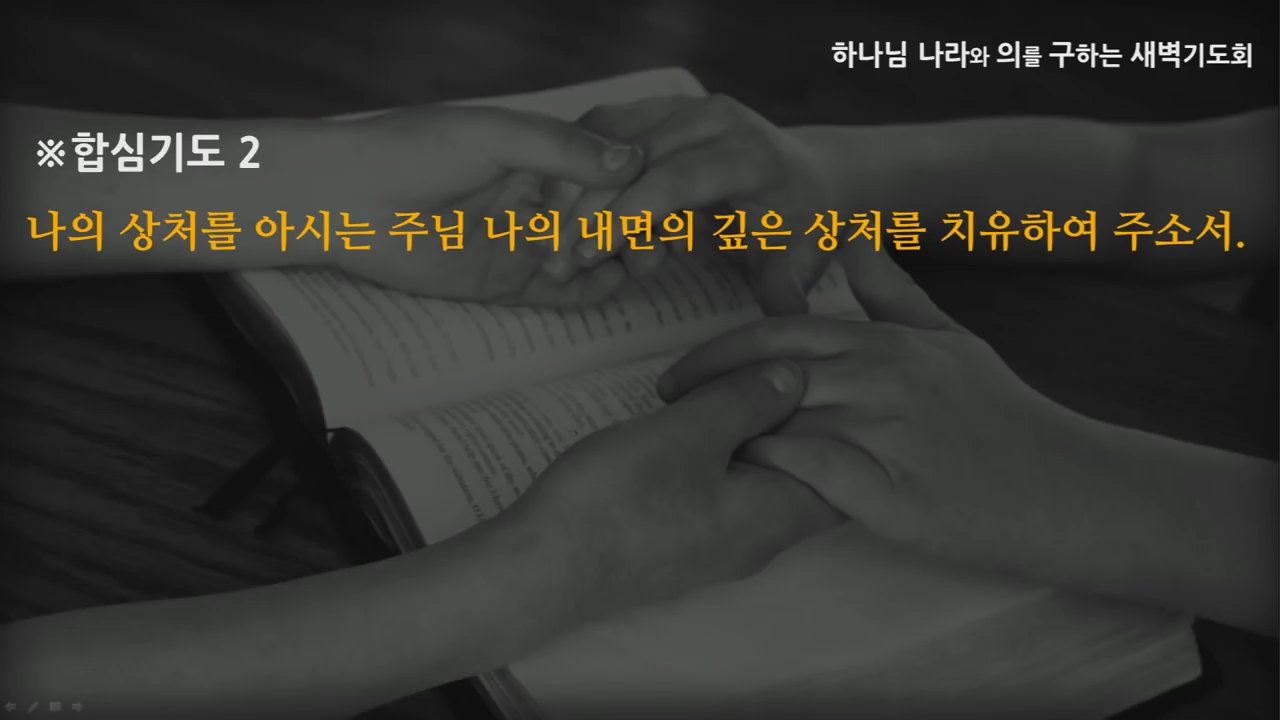 하나님 나라와 의를 구하는 새벽기도회
※합심기도 2
나의 상처를 아시는 주님 나의 내면의 깊은 상처를 치유하여 주소서.